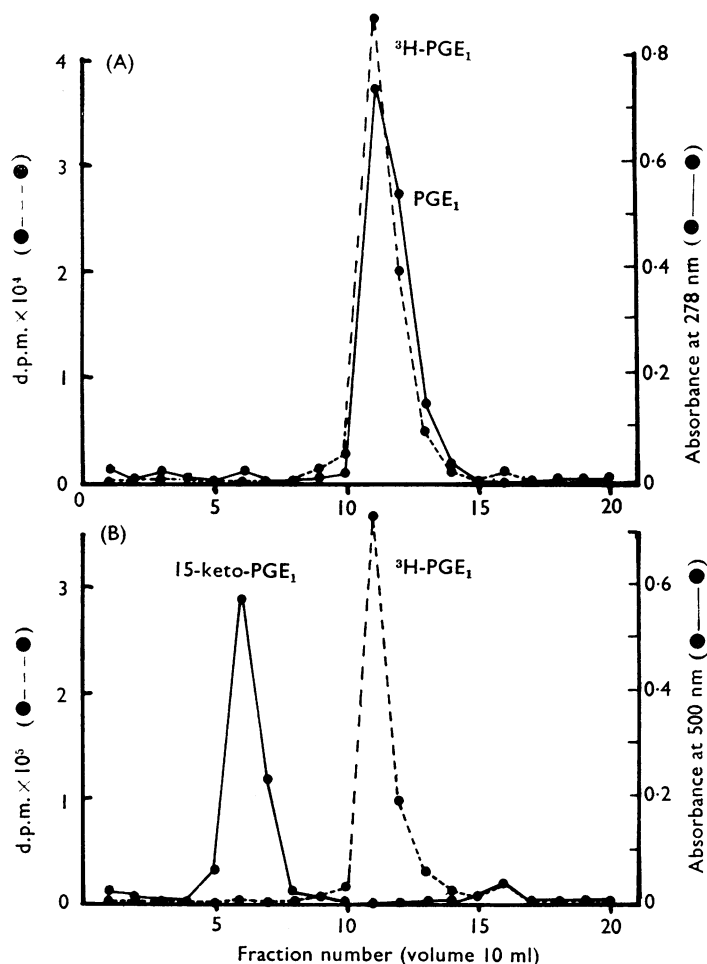 (A)
³H-PGE₁
PGE₁
4
3
2
1
0
0·8
0·6
0·4
0·2
0
d.p.m. × 10⁴ (●---●)
Absorbance at 278 nm (●——●)
0 5 10 15 20
(B)
15-keto-PGE₁
³H-PGE₁
3
2
1
0
0·6
0·4
0·2
0
d.p.m. × 10⁵ (●---●)
Absorbance at 500 nm (●——●)
5 10 15 20
Fraction number (volume 10 ml)